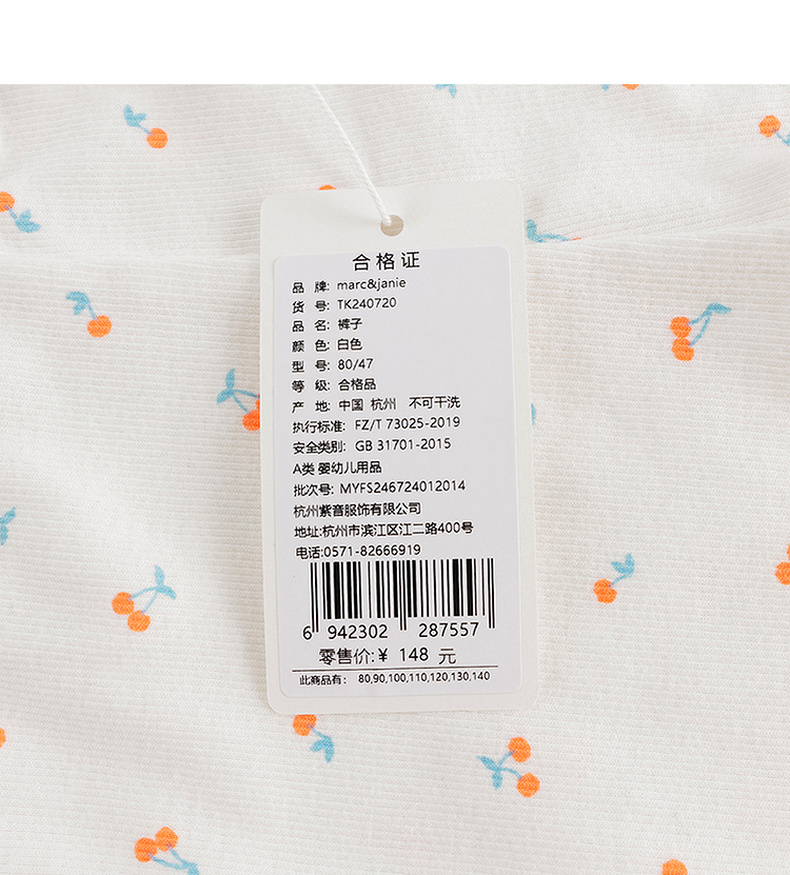 合格证
品 牌: marc&janie
货 号: TK240720
品 名: 裤子
颜 色: 白色
型 号: 80/47
等 级: 合格品
产 地: 中国 杭州 不可干洗
执行标准: FZ/T 73025-2019
安全类别: GB 31701-2015
A类 婴幼儿用品
批次号: MYFS246724012014
杭州紫音服饰有限公司
地址:杭州市滨江区江二路400号
电话:0571-82666919
6 942302 287557
零售价:¥ 148 元
此商品有: 80,90,100,110,120,130,140